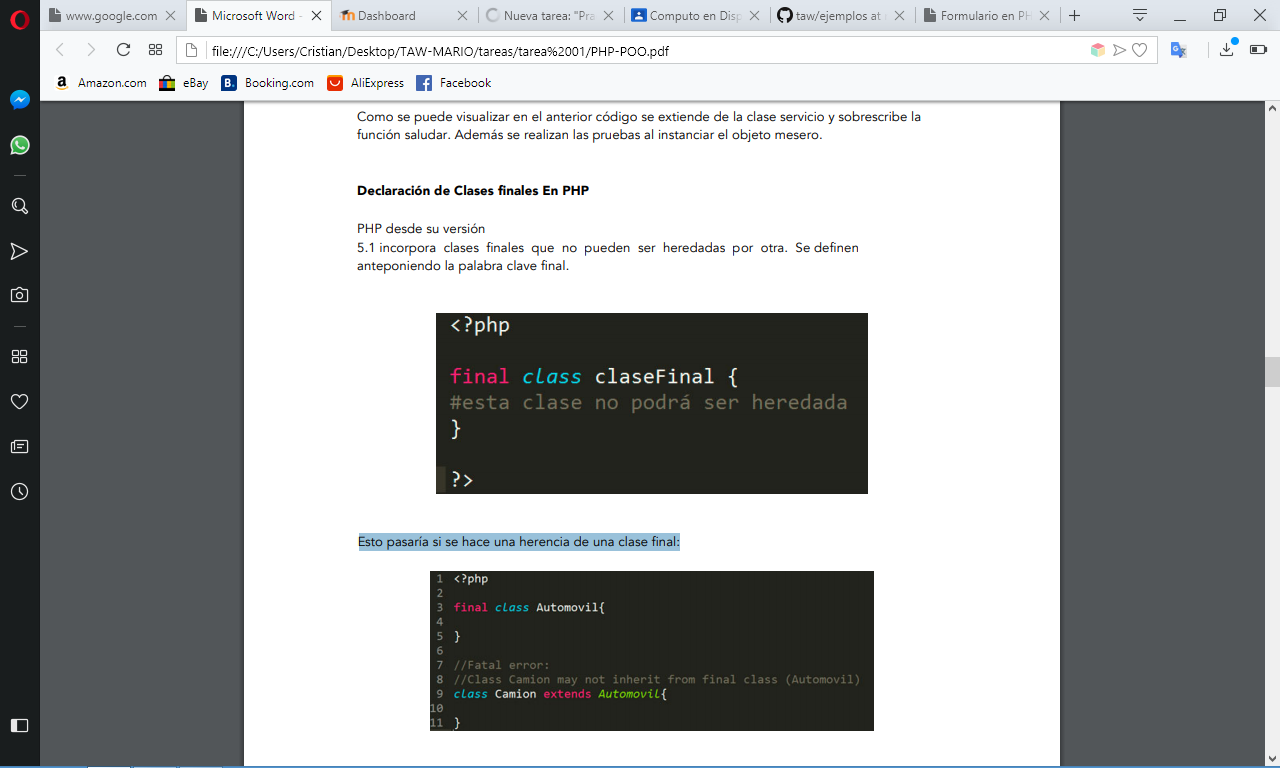 www.google.com
Microsoft Word -
Dashboard
Nueva tarea: "Pra
Computo en Disp
taw/ejemplos at
Formulario en PH
file:///C:/Users/Cristian/Desktop/TAW-MARIO/tareas/tarea%2001/PHP-POO.pdf
Amazon.com
eBay
Booking.com
AliExpress
Facebook
Como se puede visualizar en el anterior código se extiende de la clase servicio y sobrescribe la
función saludar. Además se realizan las pruebas al instanciar el objeto mesero.
Declaración de Clases finales En PHP
PHP desde su versión
5.1 incorpora clases finales que no pueden ser heredadas por otra. Se definen
anteponiendo la palabra clave final.
<?php
final class claseFinal {
#esta clase no podrá ser heredada
}
?>
Esto pasaría si se hace una herencia de una clase final:
1 <?php
2
3 final class Automovil{
4
5 }
6
7 //Fatal error:
8 //Class Camion may not inherit from final class (Automovil)
9 class Camion extends Automovil{
10
11 }